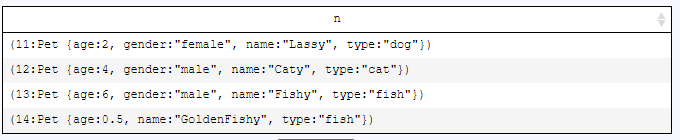 n
(11:Pet {age:2, gender:"female", name:"Lassy", type:"dog"})
(12:Pet {age:4, gender:"male", name:"Caty", type:"cat"})
(13:Pet {age:6, gender:"male", name:"Fishy", type:"fish"})
(14:Pet {age:0.5, name:"GoldenFishy", type:"fish"})